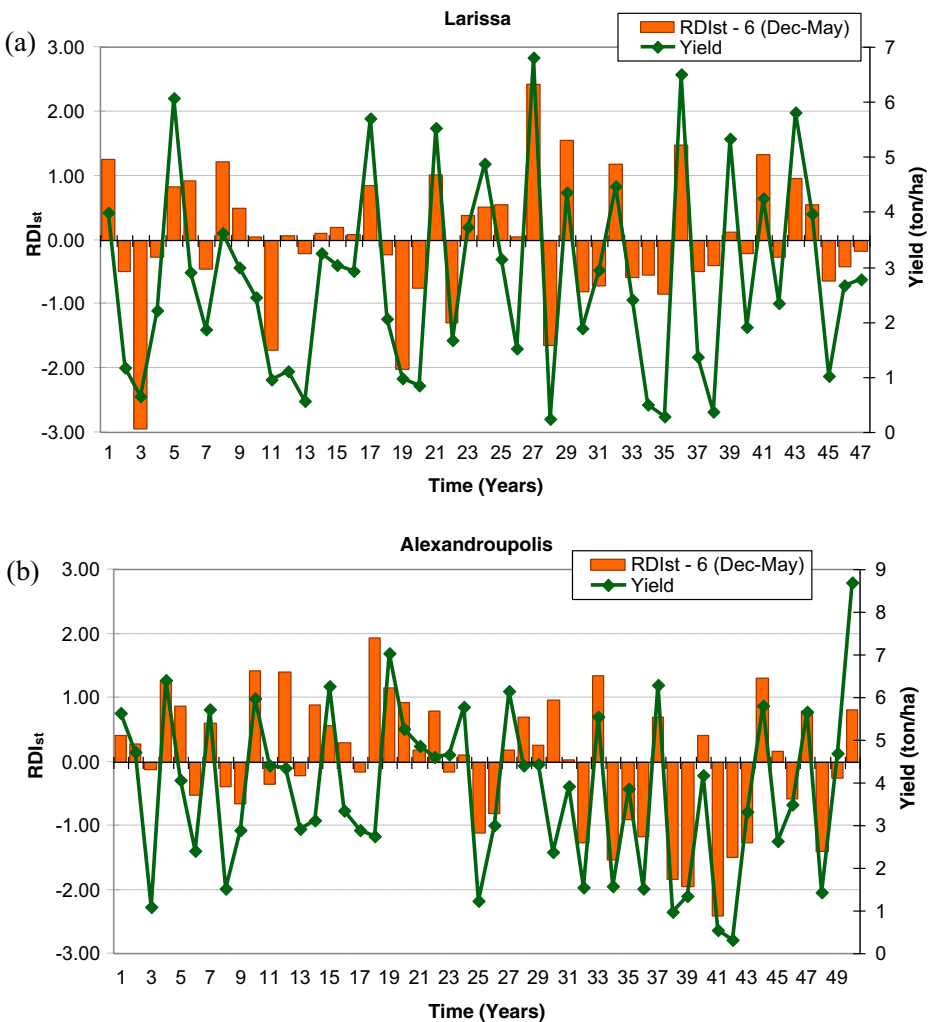 Larissa
(a)
RDIst - 6 (Dec-May)
Yield
3.00
2.00
1.00
0.00
-1.00
-2.00
-3.00
RDIst
7
6
5
4
3
2
1
0
Yield (ton/ha)
1 3 5 7 9 11 13 15 17 19 21 23 25 27 29 31 33 35 37 39 41 43 45 47
Time (Years)
Alexandroupolis
(b)
RDIst - 6 (Dec-May)
Yield
3.00
2.00
1.00
0.00
-1.00
-2.00
-3.00
RDIst
9
8
7
6
5
4
3
2
1
0
Yield (ton/ha)
1 3 5 7 9 11 13 15 17 19 21 23 25 27 29 31 33 35 37 39 41 43 45 47 49
Time (Years)